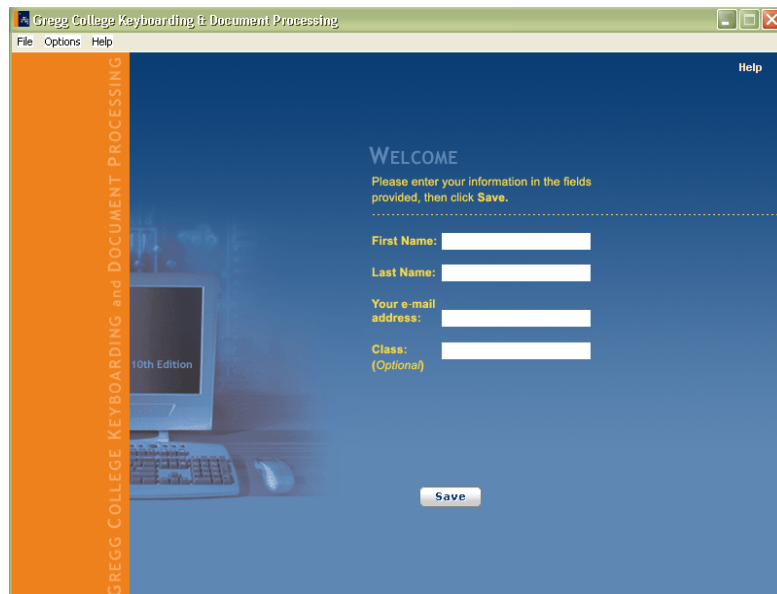 Gregg College Keyboarding & Document Processing
File Options Help
Help
GREGG COLLEGE KEYBOARDING and DOCUMENT PROCESSING
10th Edition
WELCOME
Please enter your information in the fields
provided, then click Save.
First Name:
Last Name:
Your e-mail
address:
Class:
(Optional)
Save